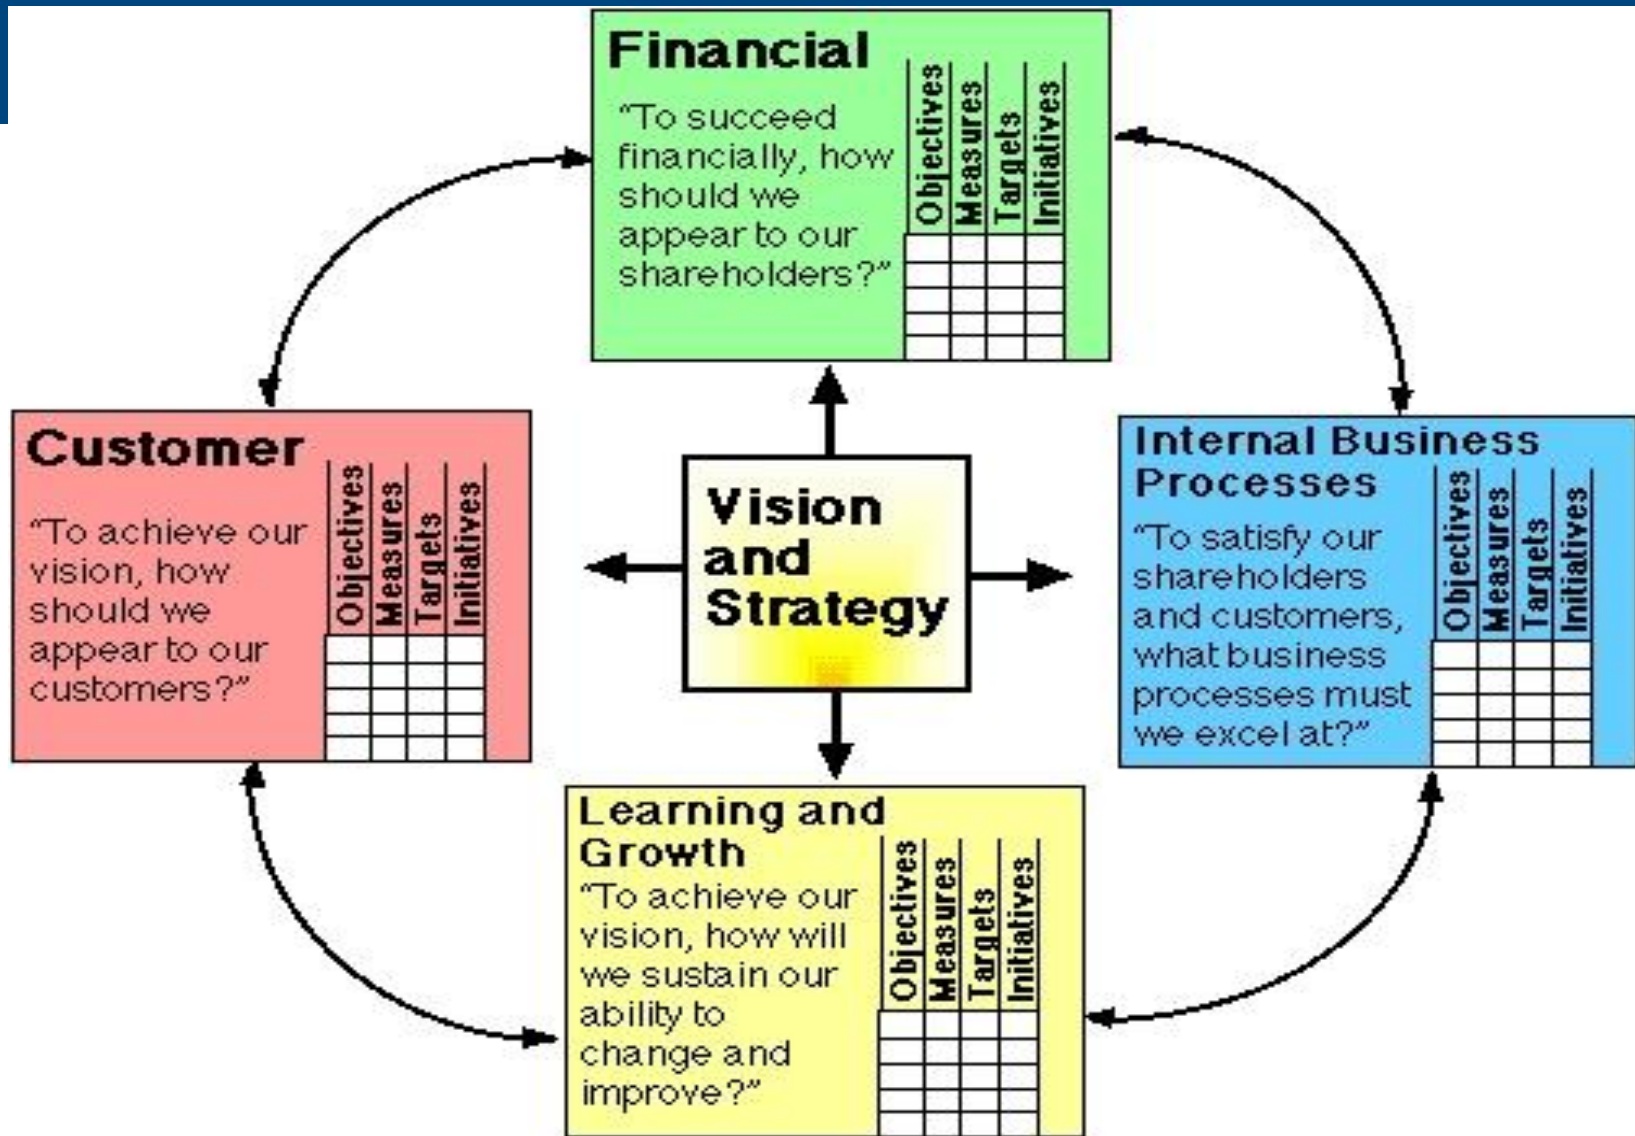 Financial
“To succeed
financially, how
should we
appear to our
shareholders?”
Objectives
Measures
Targets
Initiatives
Customer
“To achieve our
vision, how
should we
appear to our
customers?”
Objectives
Measures
Targets
Initiatives
Vision
and
Strategy
Internal Business
Processes
“To satisfy our
shareholders
and customers,
what business
processes must
we excel at?”
Objectives
Measures
Targets
Initiatives
Learning and
Growth
“To achieve our
vision, how will
we sustain our
ability to
change and
improve?”
Objectives
Measures
Targets
Initiatives